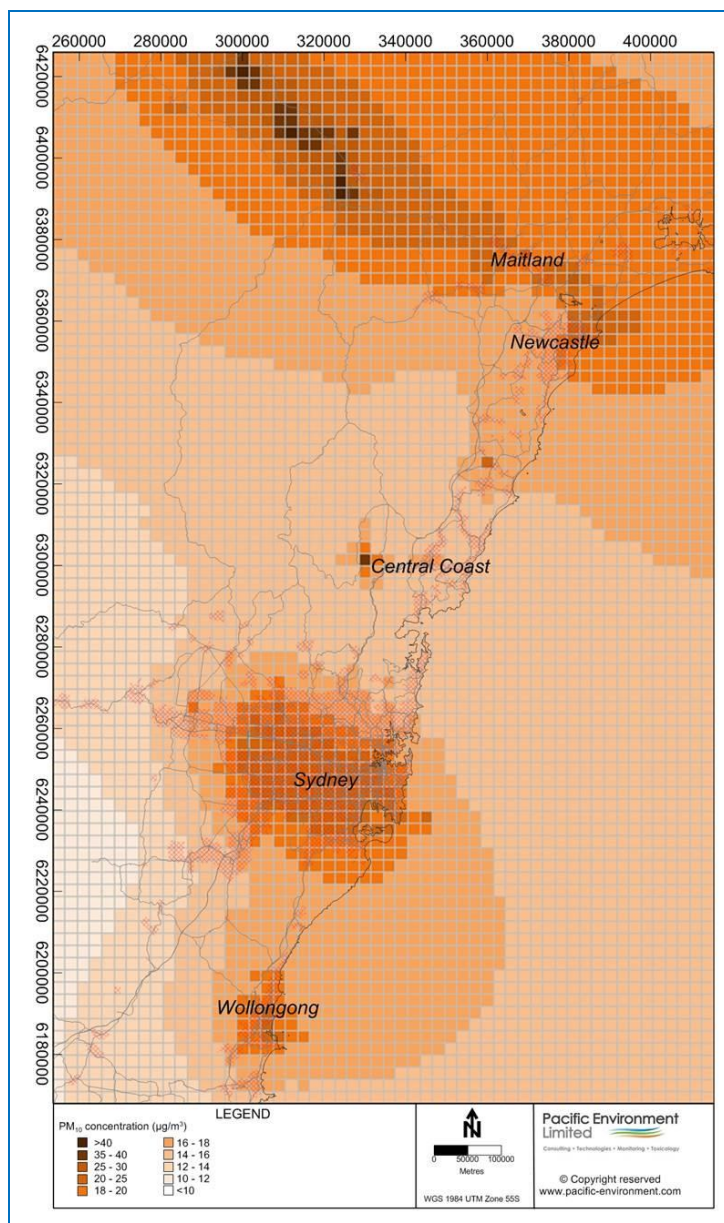 260000 280000 300000 320000 340000 360000 380000 400000
6420000
6400000
6380000
6360000
6340000
6320000
6300000
6280000
6260000
6240000
6220000
6200000
6180000
Maitland
Newcastle
Central Coast
Sydney
Wollongong
LEGEND
PM₁₀ concentration (µg/m³)
>40
35 - 40
25 - 30
20 - 25
18 - 20
16 - 18
14 - 16
12 - 14
10 - 12
<10
N
0 50000 100000
Metres
WGS 1984 UTM Zone 55S
Pacific Environment
Limited
Consulting • Technologies • Monitoring • Toxicology
© Copyright reserved
www.pacific-environment.com